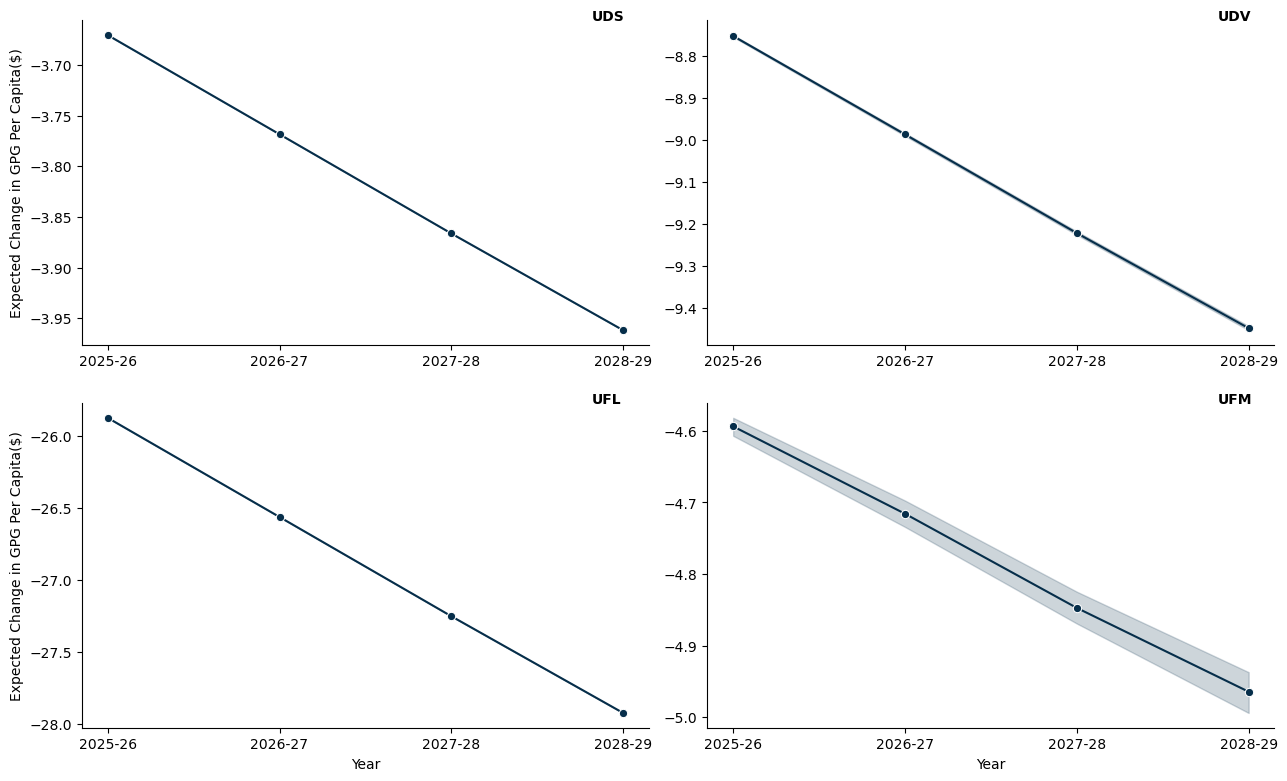 UDS
Expected Change in GPG Per Capita($)
−3.70
−3.75
−3.80
−3.85
−3.90
−3.95
2025-26 2026-27 2027-28 2028-29
UDV
−8.8
−8.9
−9.0
−9.1
−9.2
−9.3
−9.4
2025-26 2026-27 2027-28 2028-29
UFL
Expected Change in GPG Per Capita($)
−26.0
−26.5
−27.0
−27.5
−28.0
2025-26 2026-27 2027-28 2028-29
Year
UFM
−4.6
−4.7
−4.8
−4.9
−5.0
2025-26 2026-27 2027-28 2028-29
Year